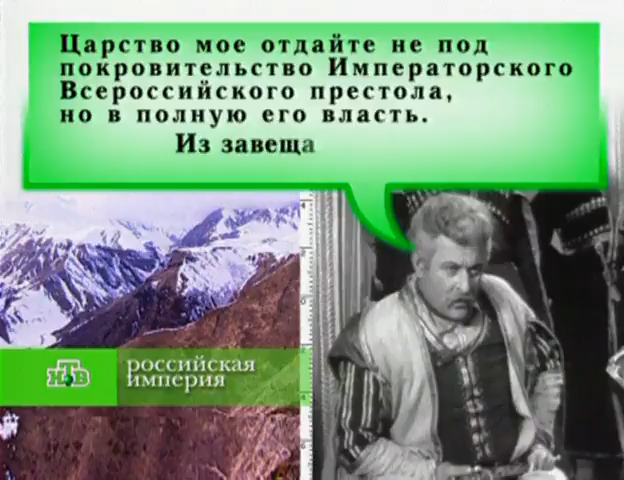 Царство мое отдайте не под
покровительство Императорского
Всероссийского престола,
но в полную его власть.
Из завеща
НТВ
российская
империя